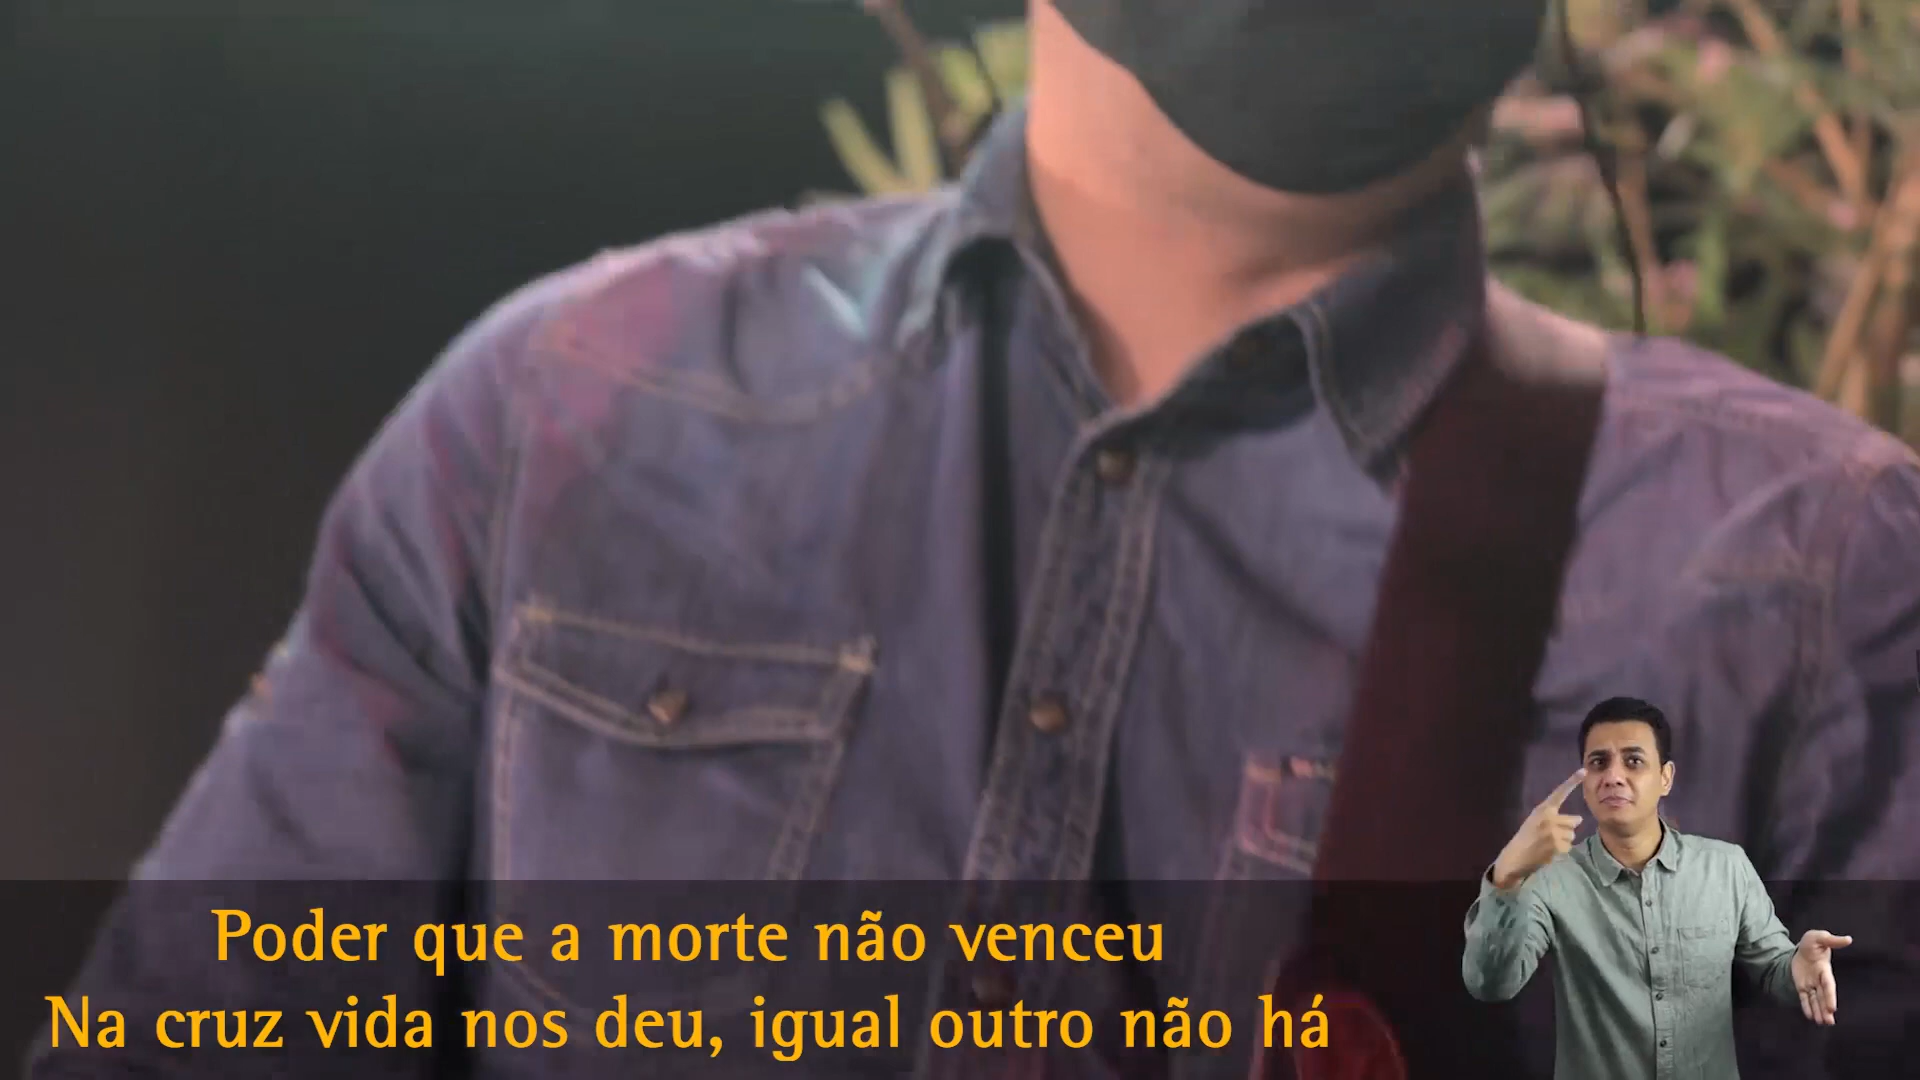 Poder que a morte não venceu
Na cruz vida nos deu, igual outro não há